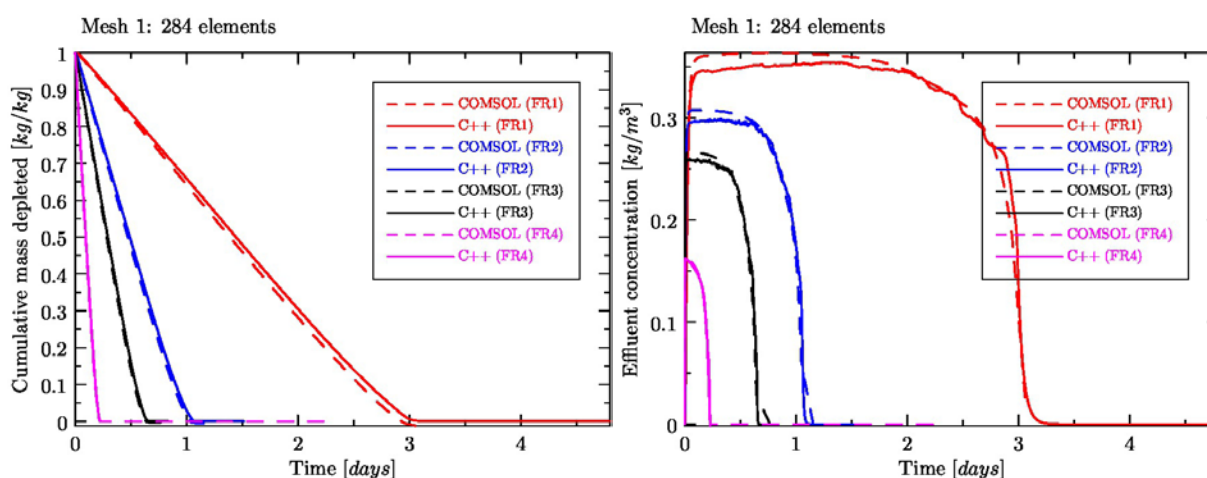 Mesh 1: 284 elements
Cumulative mass depleted [kg/kg]
1
0.9
0.8
0.7
0.6
0.5
0.4
0.3
0.2
0.1
0
COMSOL (FR1)
C++ (FR1)
COMSOL (FR2)
C++ (FR2)
COMSOL (FR3)
C++ (FR3)
COMSOL (FR4)
C++ (FR4)
0 1 2 3 4
Time [days]
Mesh 1: 284 elements
Effluent concentration [kg/m³]
0.3
0.2
0.1
0
COMSOL (FR1)
C++ (FR1)
COMSOL (FR2)
C++ (FR2)
COMSOL (FR3)
C++ (FR3)
COMSOL (FR4)
C++ (FR4)
0 1 2 3 4
Time [days]